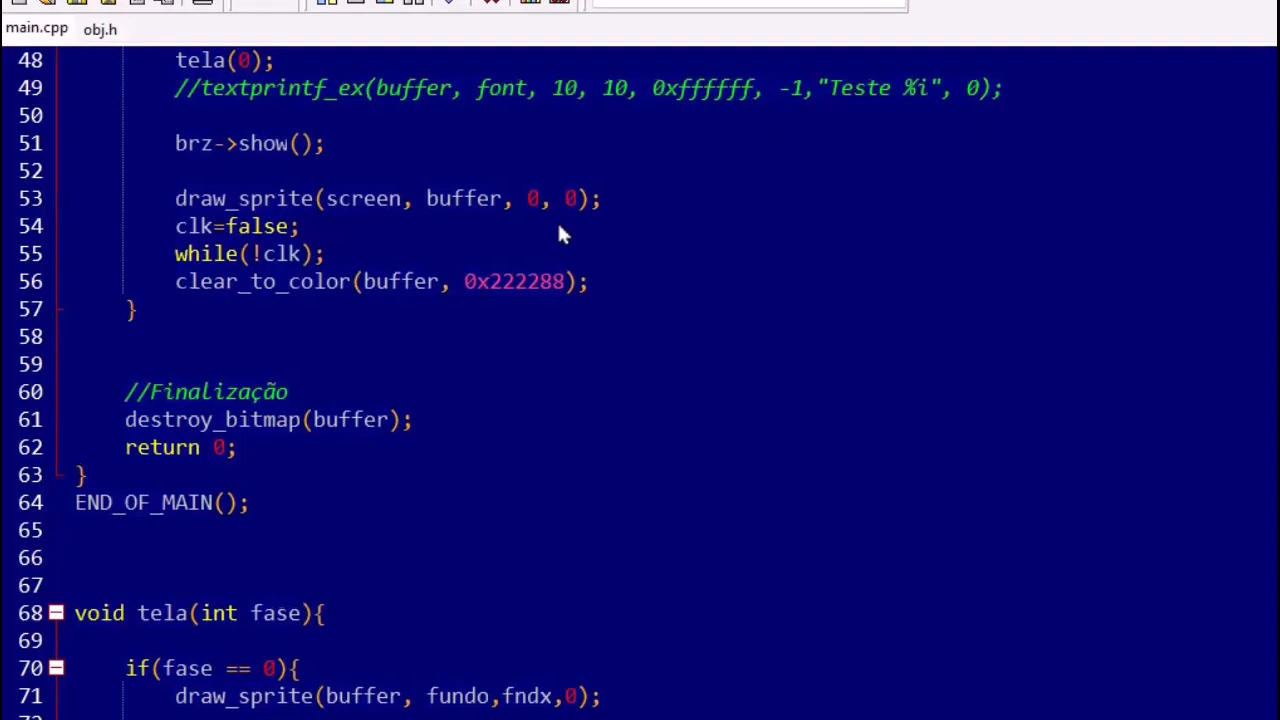 main.cpp obj.h
48 tela(0);
49 //textprintf_ex(buffer, font, 10, 10, 0xffffff, -1,"Teste %i", 0);
50
51 brz->show();
52
53 draw_sprite(screen, buffer, 0, 0);
54 clk=false;
55 while(!clk);
56 clear_to_color(buffer, 0x222288);
57 }
58
59
60 //Finalização
61 destroy_bitmap(buffer);
62 return 0;
63 }
64 END_OF_MAIN();
65
66
67
68 void tela(int fase){
69
70 if(fase == 0){
71 draw_sprite(buffer, fundo,fndx,0);